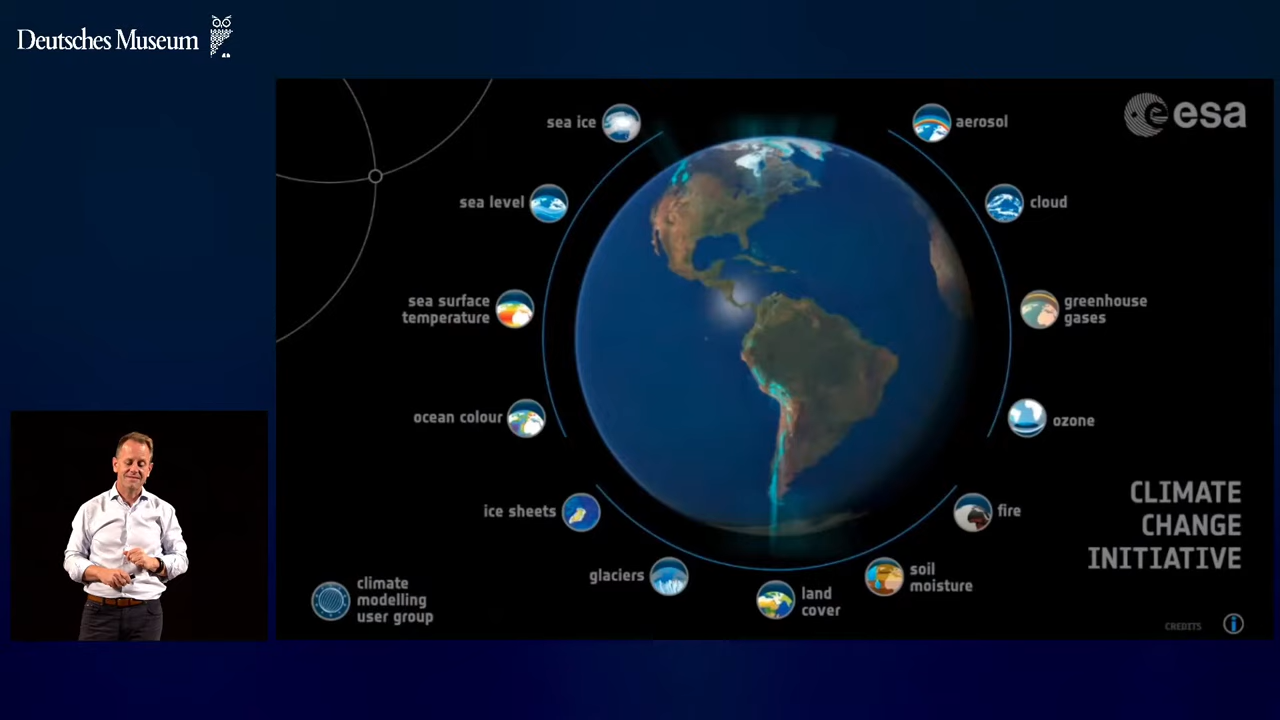 Deutsches Museum
esa
sea ice
aerosol
sea level
cloud
sea surface
temperature
greenhouse
gases
ocean colour
ozone
ice sheets
fire
glaciers
soil
moisture
land
cover
climate
modelling
user group
CLIMATE
CHANGE
INITIATIVE
CREDITS
i